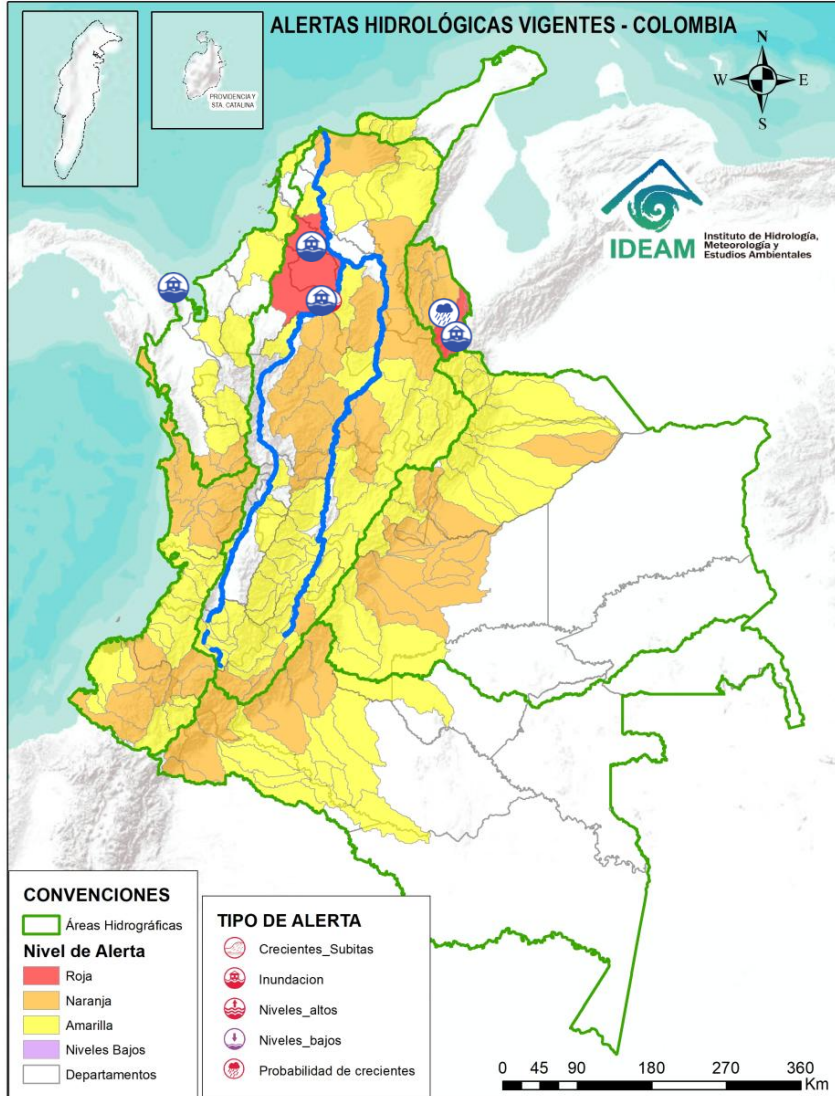 ALERTAS HIDROLÓGICAS VIGENTES - COLOMBIA
PROVIDENCIA Y
STA. CATALINA
N
W
E
S
IDEAM
Instituto de Hidrología,
Meteorología y
Estudios Ambientales
CONVENCIONES
Áreas Hidrográficas
Nivel de Alerta
Roja
Naranja
Amarilla
Niveles Bajos
Departamentos
TIPO DE ALERTA
Crecientes_Subitas
Inundacion
Niveles_altos
Niveles_bajos
Probabilidad de crecientes
0 45 90 180 270 360
Km